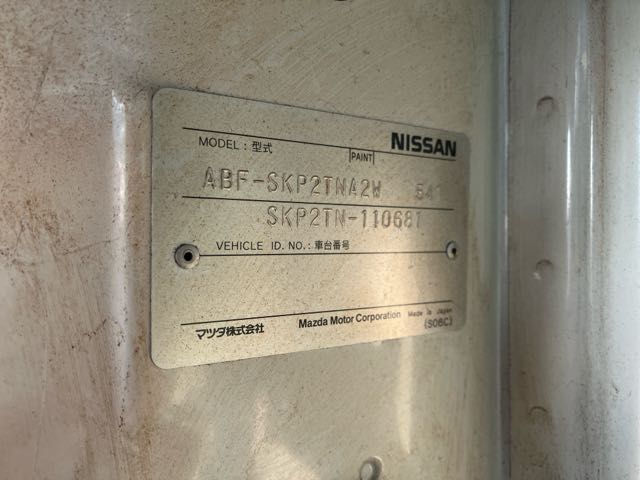 MODEL : 型式 PAINT NISSAN
ABF-SKP2TNA2W
SKP2TN-110681
VEHICLE ID. NO. : 車台番号
マツダ株式会社 Mazda Motor Corporation Made in Japan
(S06C)